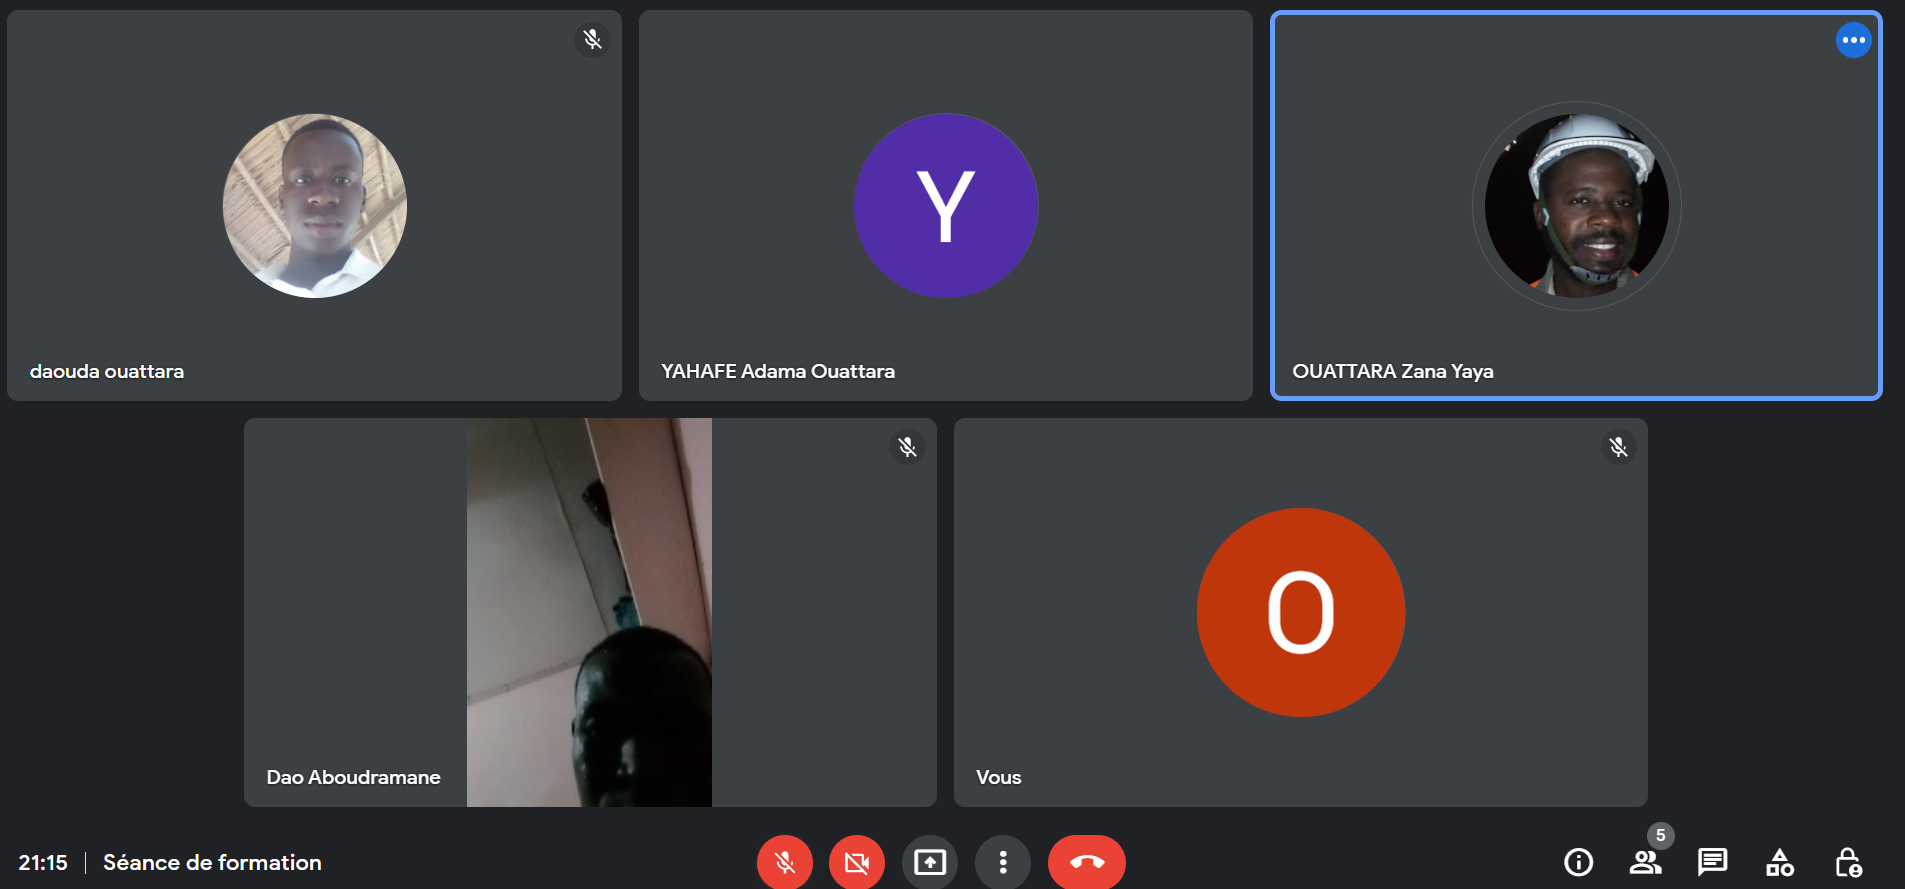 daouda ouattara
Y
YAHAFE Adama Ouattara
OUATTARA Zana Yaya
Dao Aboudramane
O
Vous
21:15 | Séance de formation
5